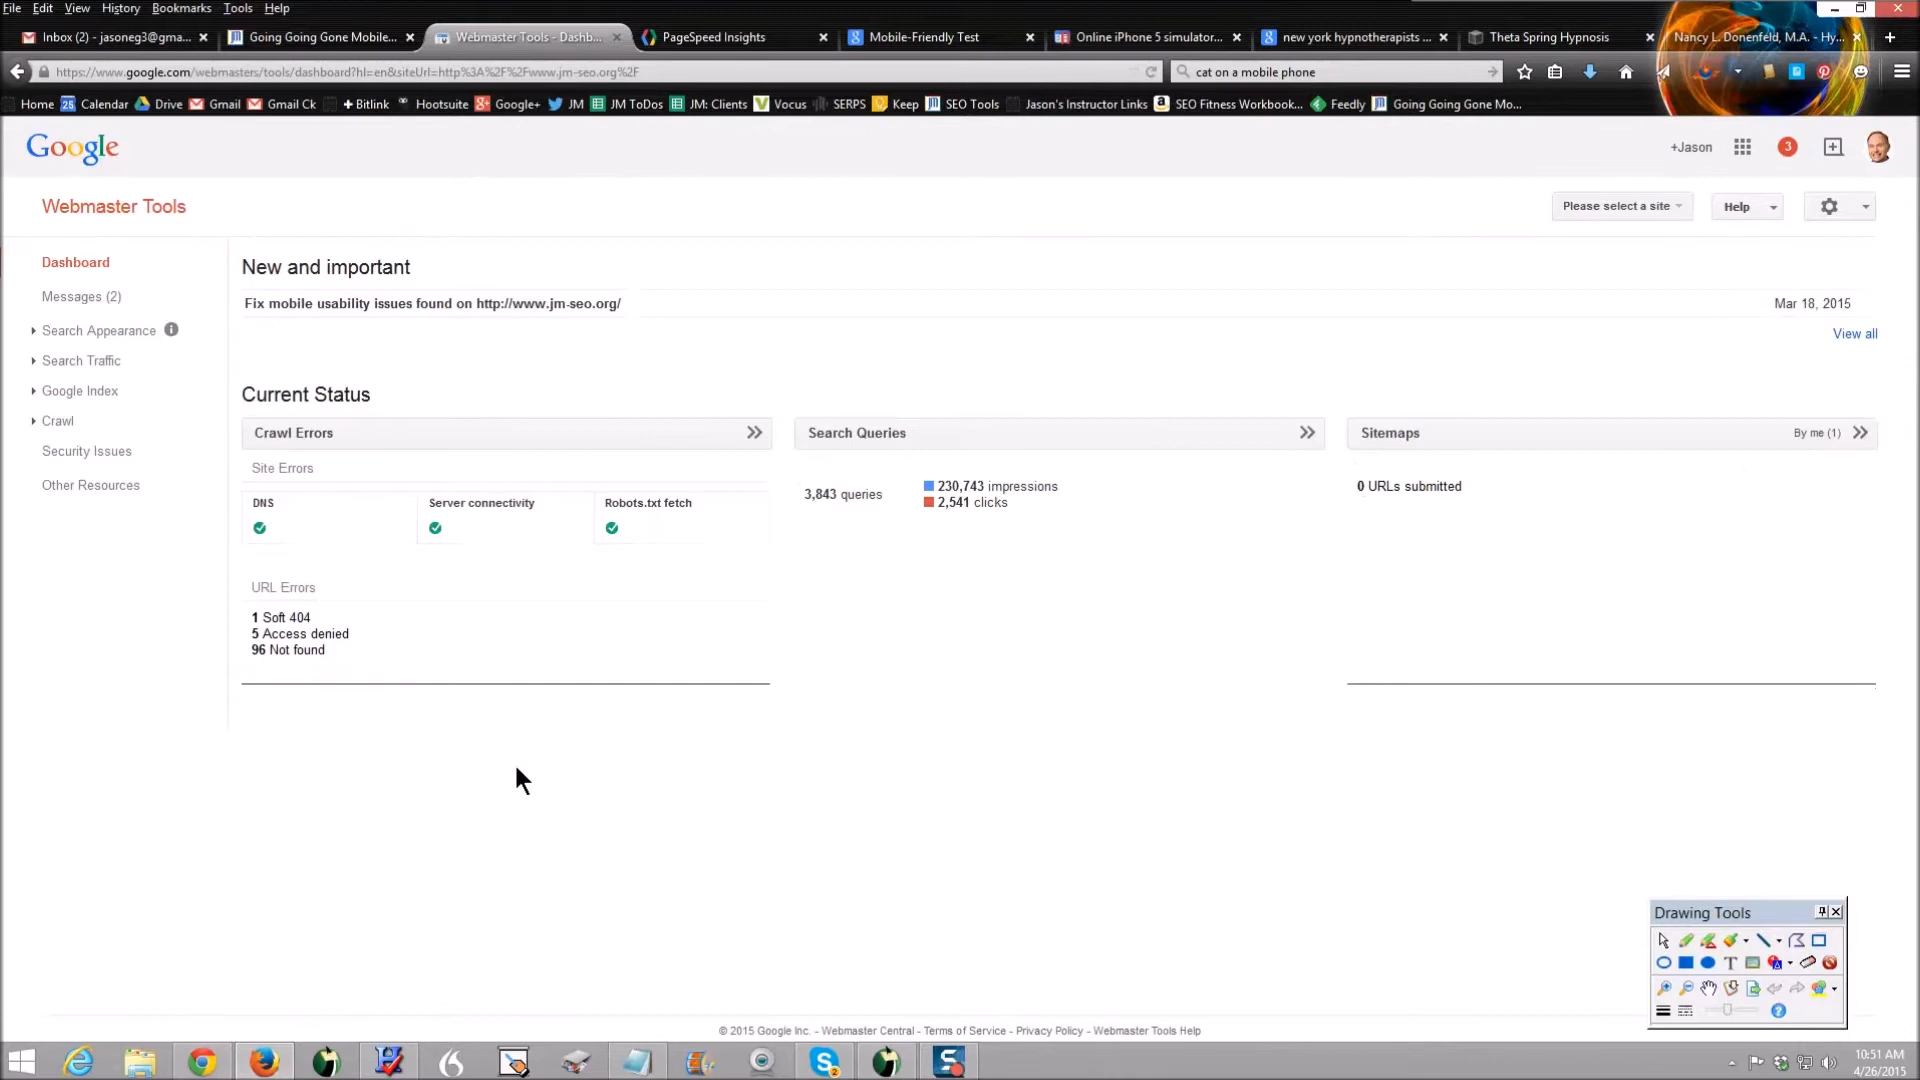 File Edit View History Bookmarks Tools Help
Inbox (2) - jasoneg3@gma...
Going Going Gone Mobile...
Webmaster Tools - Dashb...
PageSpeed Insights
Mobile-Friendly Test
Online iPhone 5 simulator...
new york hypnotherapists ...
Theta Spring Hypnosis
Nancy L. Donenfeld, M.A. - Hy...
https://www.google.com/webmasters/tools/dashboard?hl=en&siteUrl=http%3A%2F%2Fwww.jm-seo.org%2F
cat on a mobile phone
Home 25 Calendar Drive Gmail Gmail Ck + Bitlink Hootsuite Google+ JM JM ToDos JM: Clients Vocus SERPS Keep SEO Tools Jason's Instructor Links SEO Fitness Workbook... Feedly Going Going Gone Mo...
Google
+Jason
3
Webmaster Tools
Please select a site
Help
Dashboard
Messages (2)
Search Appearance
Search Traffic
Google Index
Crawl
Security Issues
Other Resources
New and important
Fix mobile usability issues found on http://www.jm-seo.org/
Mar 18, 2015
View all
Current Status
Crawl Errors
Site Errors
DNS
Server connectivity
Robots.txt fetch
URL Errors
1 Soft 404
5 Access denied
96 Not found
Search Queries
3,843 queries
230,743 impressions
2,541 clicks
Sitemaps
By me (1)
0 URLs submitted
Drawing Tools
© 2015 Google Inc. - Webmaster Central - Terms of Service - Privacy Policy - Webmaster Tools Help
10:51 AM
4/26/2015